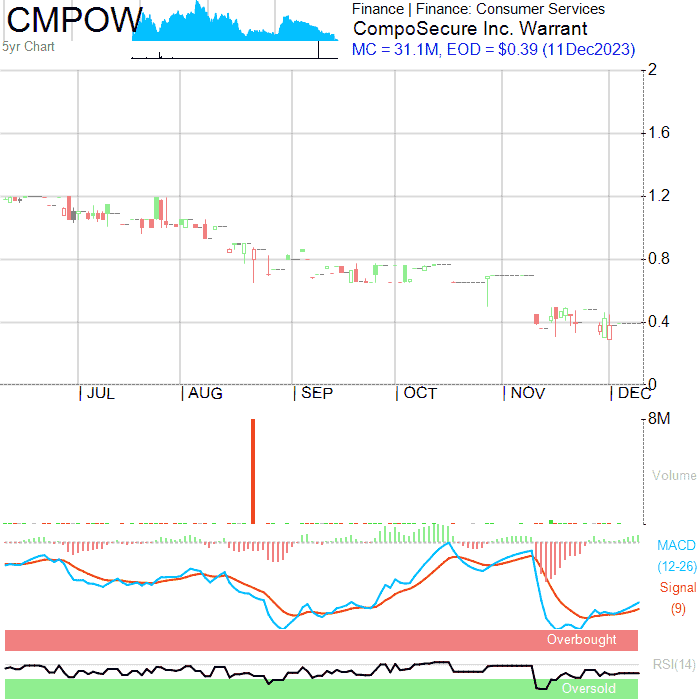 CMPOW
Finance | Finance: Consumer Services
CompoSecure Inc. Warrant
5yr Chart
MC = 31.1M, EOD = $0.39 (11Dec2023)
2
1.6
1.2
0.8
0.4
0
| JUL | AUG | SEP | OCT | NOV | DEC
8M
Volume
MACD
(12-26)
Signal
(9)
Overbought
RSI(14)
Oversold